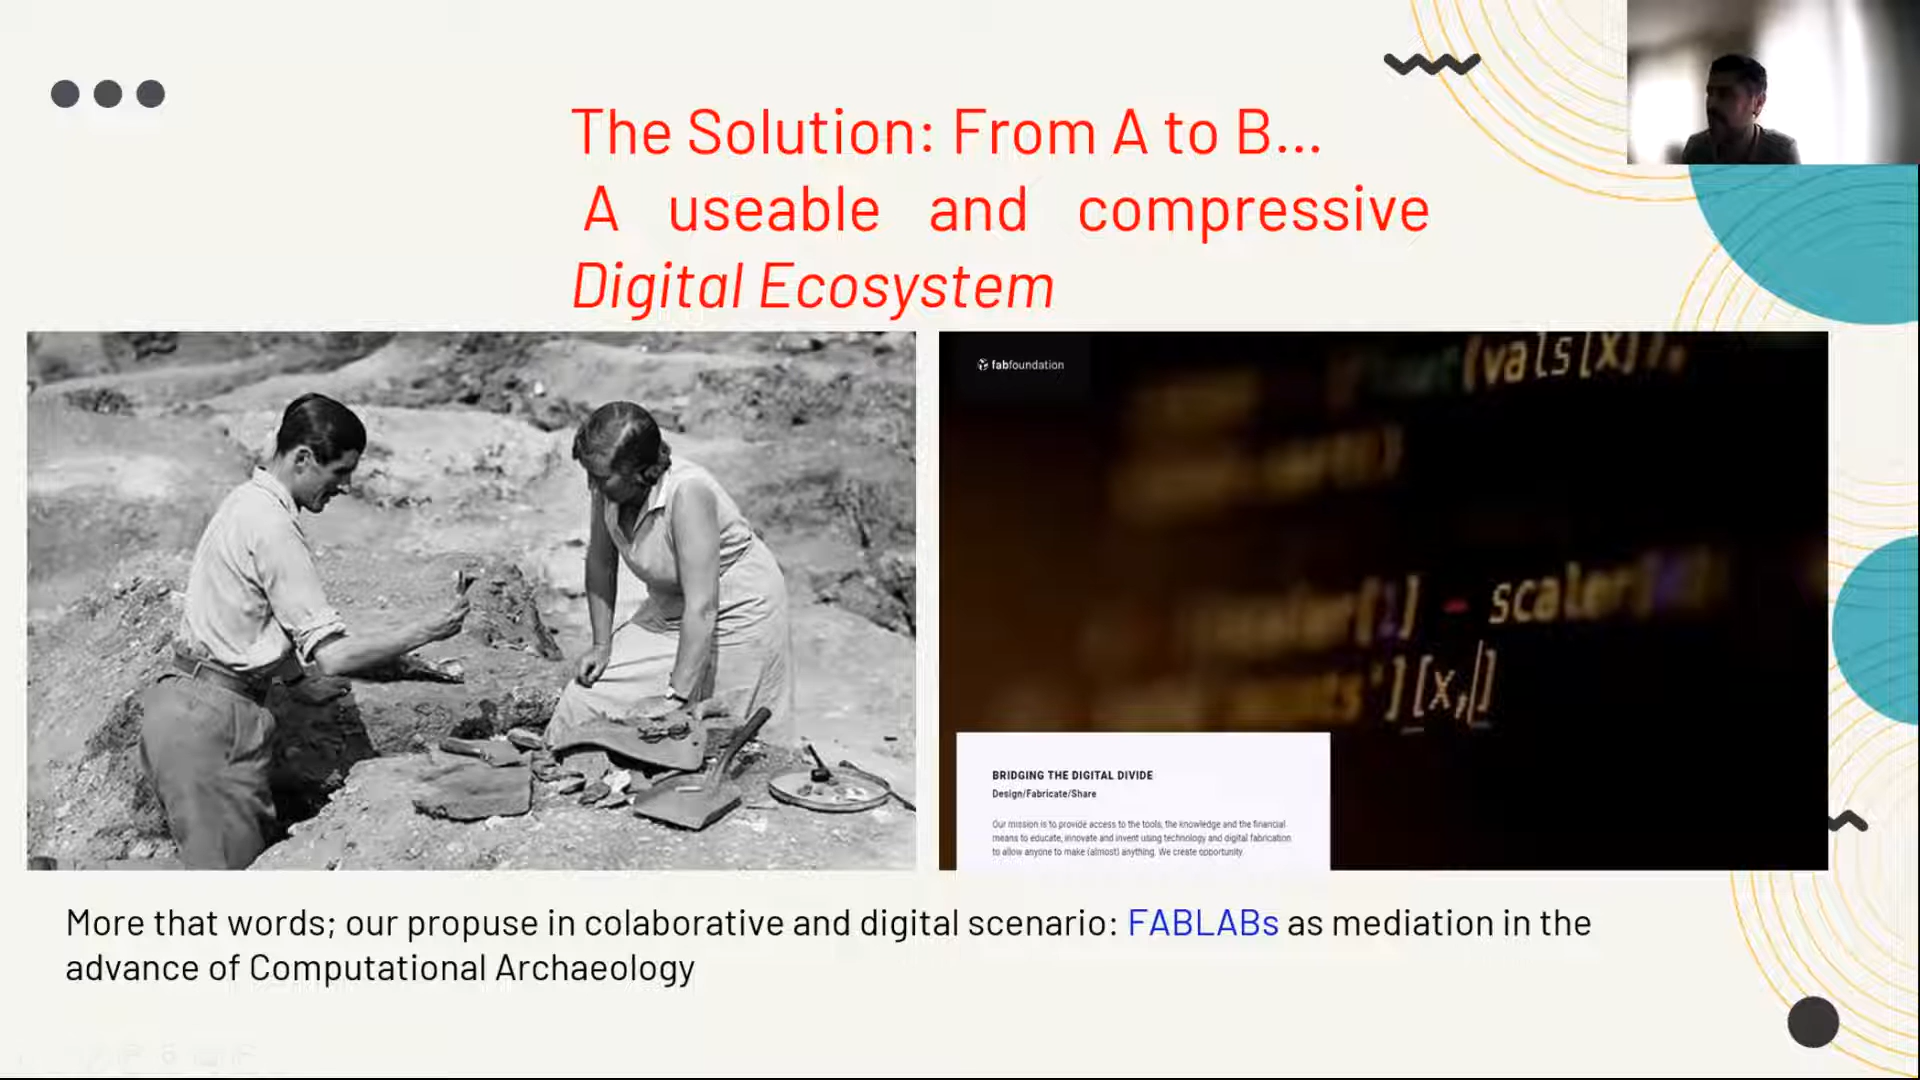 The Solution: From A to B...
A useable and compressive
Digital Ecosystem
fabfoundation
(vals[x]),
[1] - scaler[
'][x,]
BRIDGING THE DIGITAL DIVIDE
Design/Fabricate/Share
Our mission is to provide access to the tools, the knowledge and the financial
means to educate, innovate and invent using technology and digital fabrication
to allow anyone to make (almost) anything. We create opportunity.
More that words; our propuse in colaborative and digital scenario: FABLABs as mediation in the
advance of Computational Archaeology